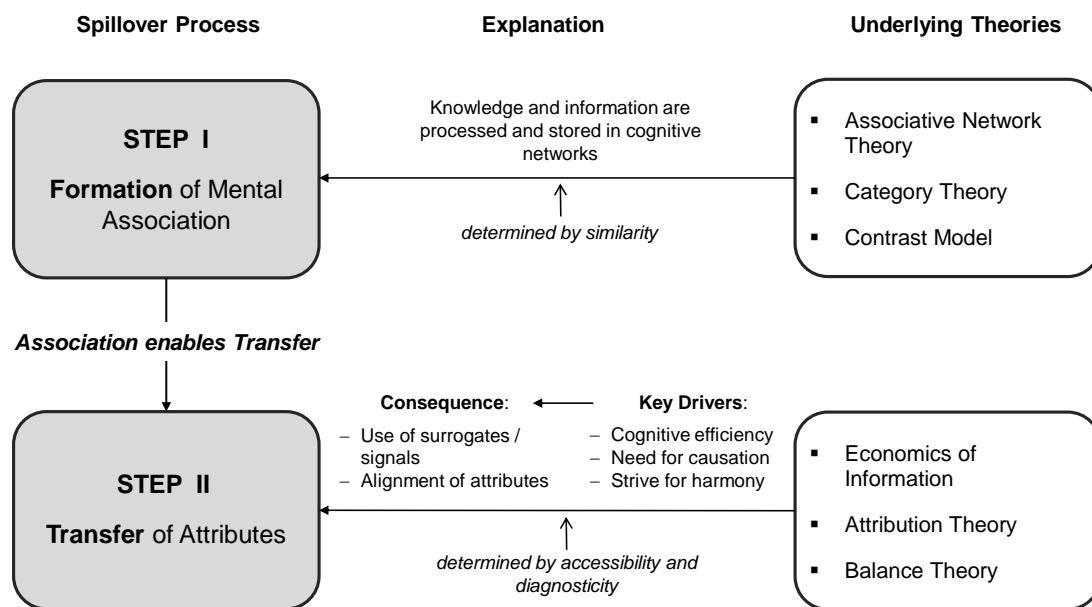 Spillover Process
Explanation
Underlying Theories
STEP I
Formation of Mental
Association
Knowledge and information are
processed and stored in cognitive
networks
determined by similarity
▪ Associative Network
Theory
▪ Category Theory
▪ Contrast Model
Association enables Transfer
STEP II
Transfer of Attributes
Consequence:
– Use of surrogates /
signals
– Alignment of attributes
Key Drivers:
– Cognitive efficiency
– Need for causation
– Strive for harmony
determined by accessibility and
diagnosticity
▪ Economics of
Information
▪ Attribution Theory
▪ Balance Theory